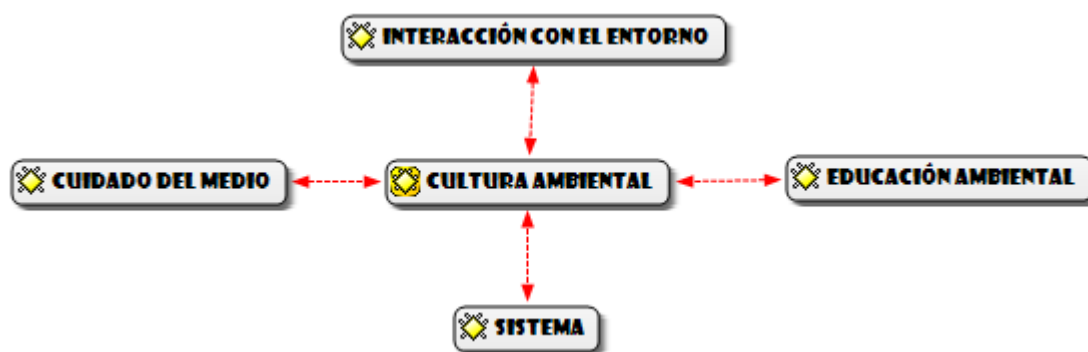 INTERACCIÓN CON EL ENTORNO
CUIDADO DEL MEDIO
CULTURA AMBIENTAL
EDUCACIÓN AMBIENTAL
SISTEMA